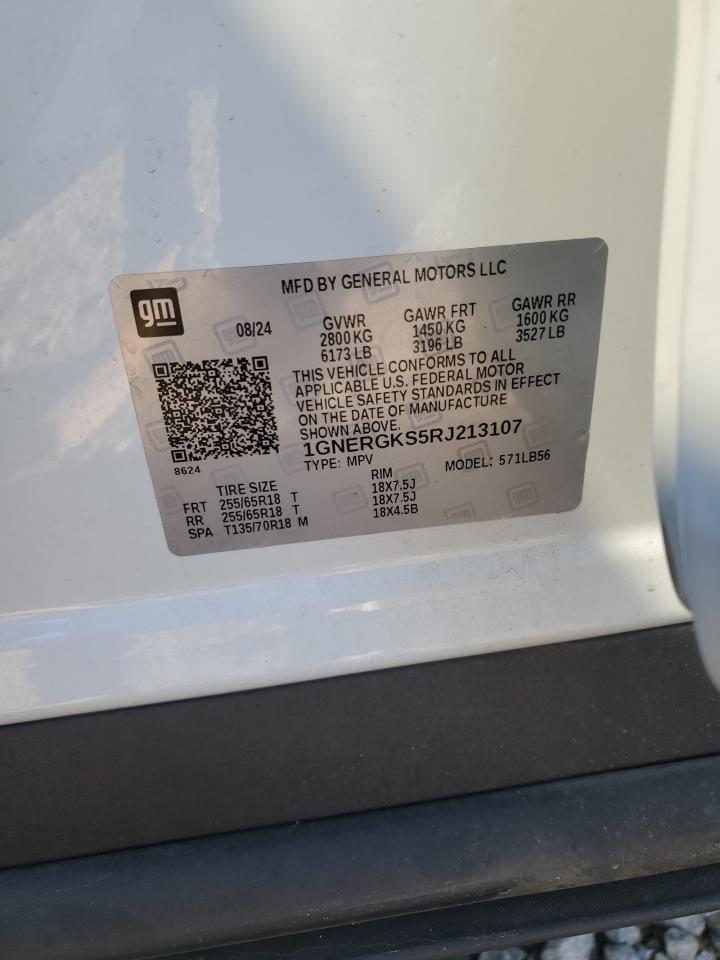 gm
MFD BY GENERAL MOTORS LLC
08/24 GVWR GAWR FRT GAWR RR
2800 KG 1450 KG 1600 KG
6173 LB 3196 LB 3527 LB
THIS VEHICLE CONFORMS TO ALL
APPLICABLE U.S. FEDERAL MOTOR
VEHICLE SAFETY STANDARDS IN EFFECT
ON THE DATE OF MANUFACTURE
SHOWN ABOVE.
1GNERGKS5RJ213107
8624
TYPE: MPV MODEL: 571LB56
TIRE SIZE RIM
FRT 255/65R18 T 18X7.5J
RR 255/65R18 T 18X7.5J
SPA T135/70R18 M 18X4.5B